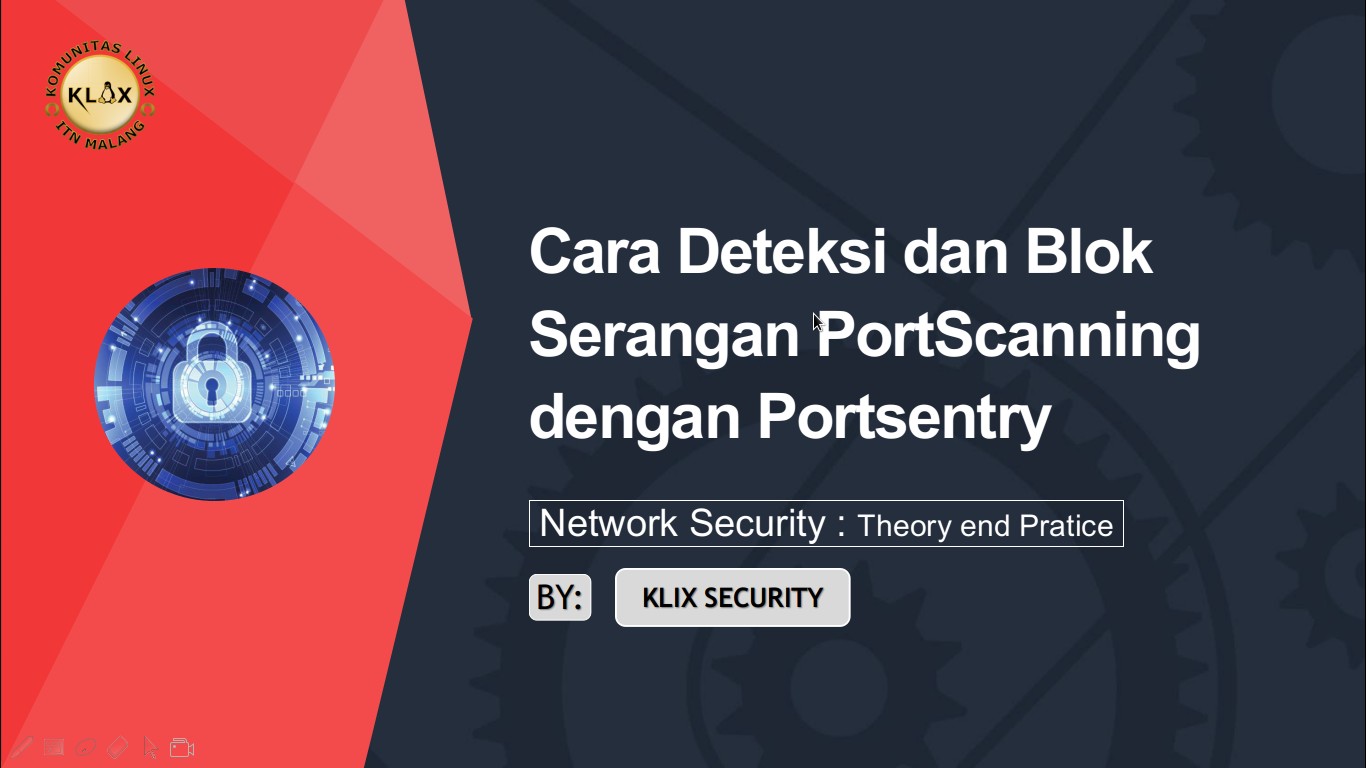 KOMUNITAS LINUX
KLIX
ITN MALANG
Cara Deteksi dan Blok
Serangan PortScanning
dengan Portsentry
Network Security : Theory end Pratice
BY:
KLIX SECURITY